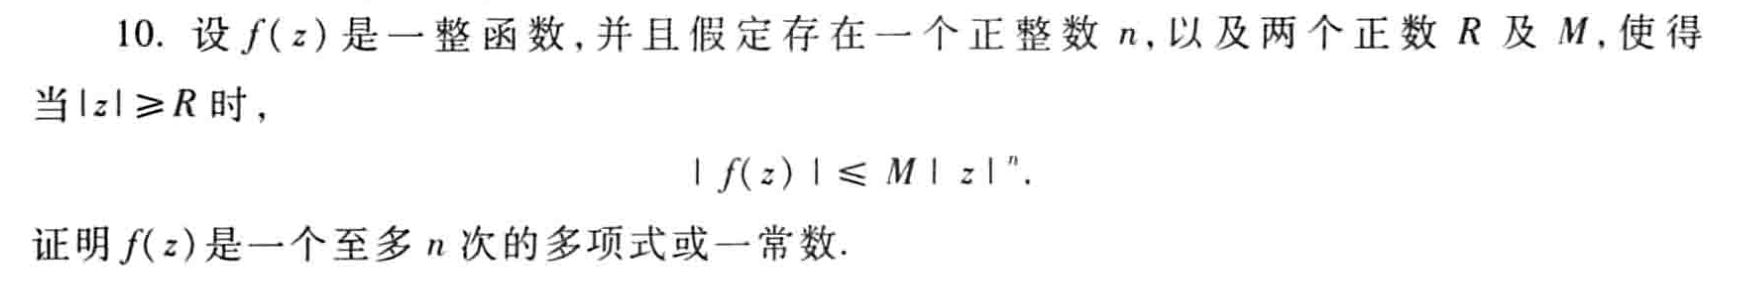 10. 设 f(z) 是一整函数,并且假定存在一个正整数 n,以及两个正数 R 及 M,使得
当|z|≥R 时,
| f(z) | ≤ M | z |ⁿ.
证明 f(z)是一个至多 n 次的多项式或一常数.